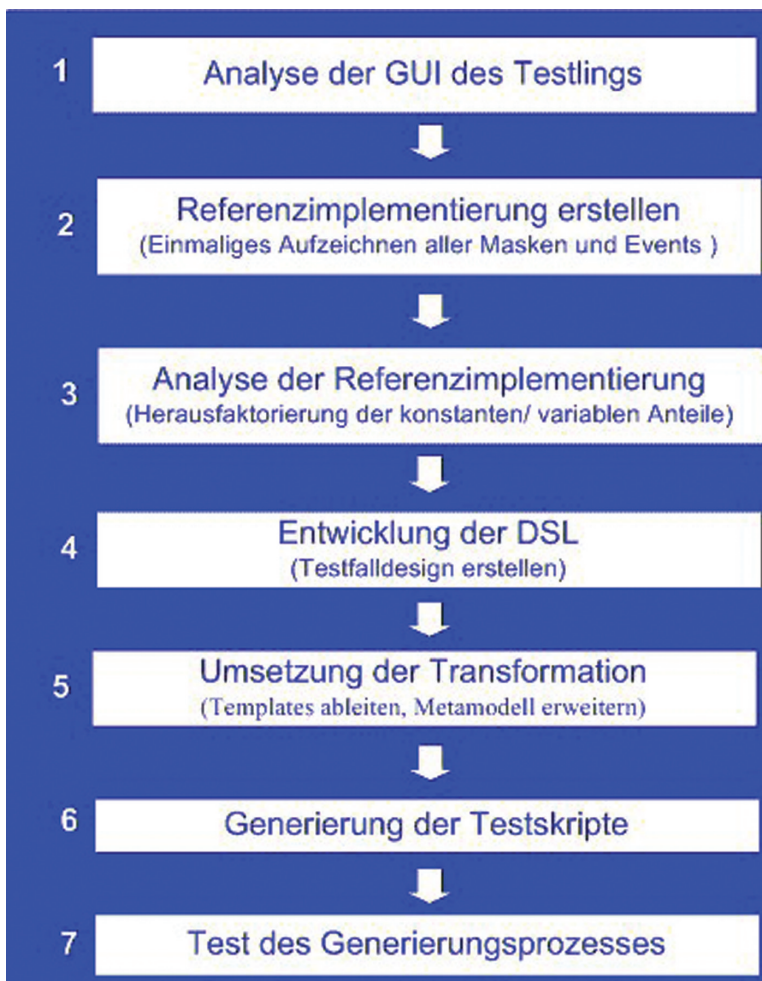 1 Analyse der GUI des Testlings
2 Referenzimplementierung erstellen
(Einmaliges Aufzeichnen aller Masken und Events )
3 Analyse der Referenzimplementierung
(Herausfaktorierung der konstanten/ variablen Anteile)
4 Entwicklung der DSL
(Testfalldesign erstellen)
5 Umsetzung der Transformation
(Templates ableiten, Metamodell erweitern)
6 Generierung der Testskripte
7 Test des Generierungsprozesses